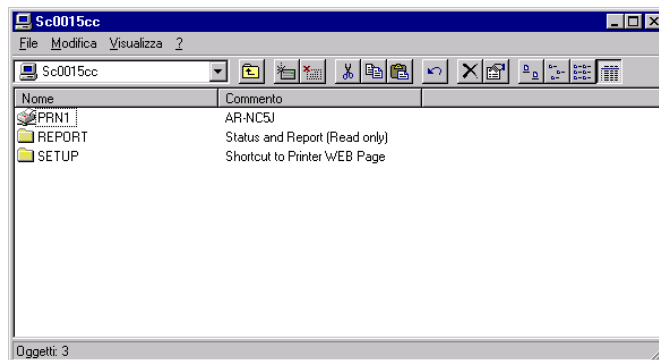 Sc0015cc
File Modifica Visualizza ?
Sc0015cc
Nome Commento
PRN1 AR-NC5J
REPORT Status and Report (Read only)
SETUP Shortcut to Printer WEB Page
Oggetti: 3